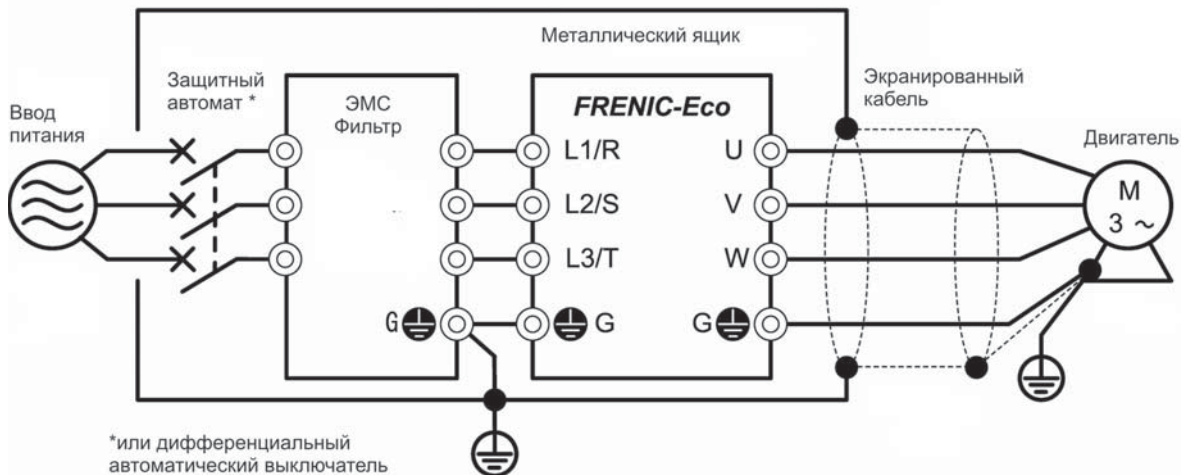 Металлический ящик
Защитный
автомат *
Экранированный
кабель
Ввод
питания
ЭМС
Фильтр
FRENIC-Eco
Двигатель
L1/R
U
L2/S
V
L3/T
W
G
G
G
M
3 ~
*или дифференциальный
автоматический выключатель